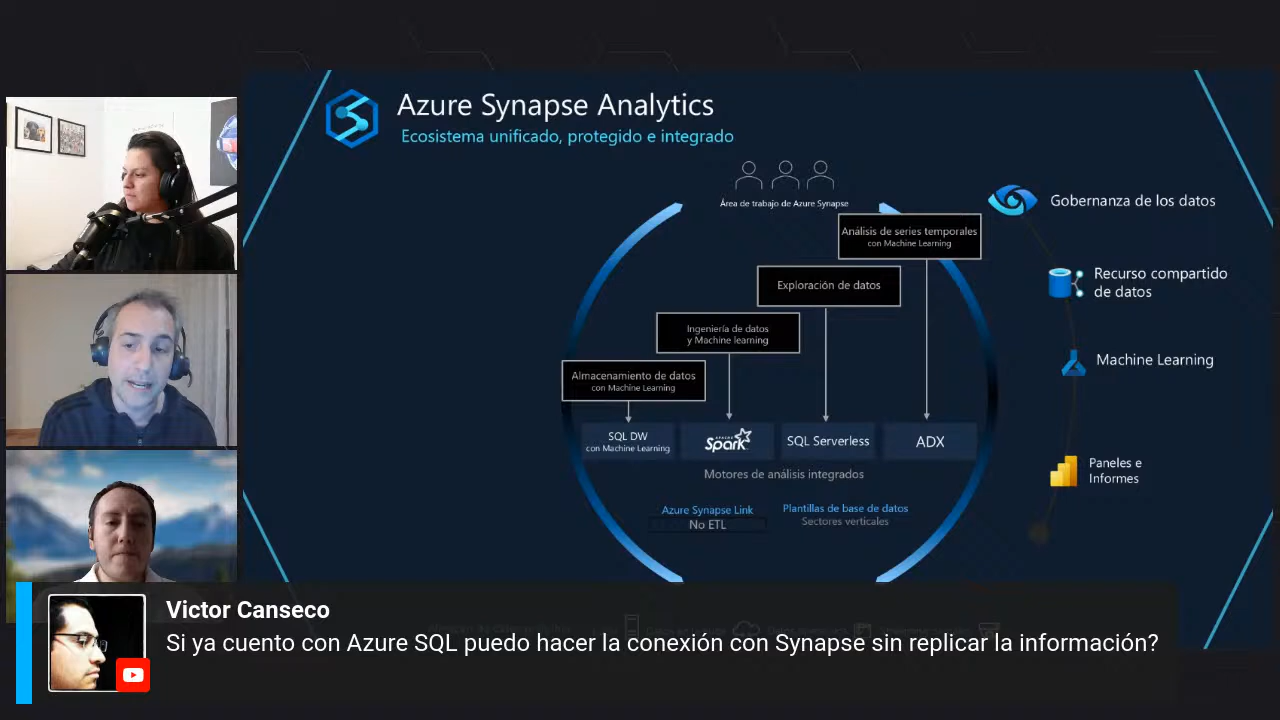 Azure Synapse Analytics
Ecosistema unificado, protegido e integrado
Área de trabajo de Azure Synapse
Análisis de series temporales
con Machine Learning
Exploración de datos
Ingeniería de datos
y Machine learning
Almacenamiento de datos
con Machine Learning
SQL DW
con Machine Learning
APACHE
Spark
SQL Serverless
ADX
Motores de análisis integrados
Azure Synapse Link
No ETL
Plantillas de base de datos
Sectores verticales
Gobernanza de los datos
Recurso compartido
de datos
Machine Learning
Paneles e
Informes
Victor Canseco
Si ya cuento con Azure SQL puedo hacer la conexión con Synapse sin replicar la información?